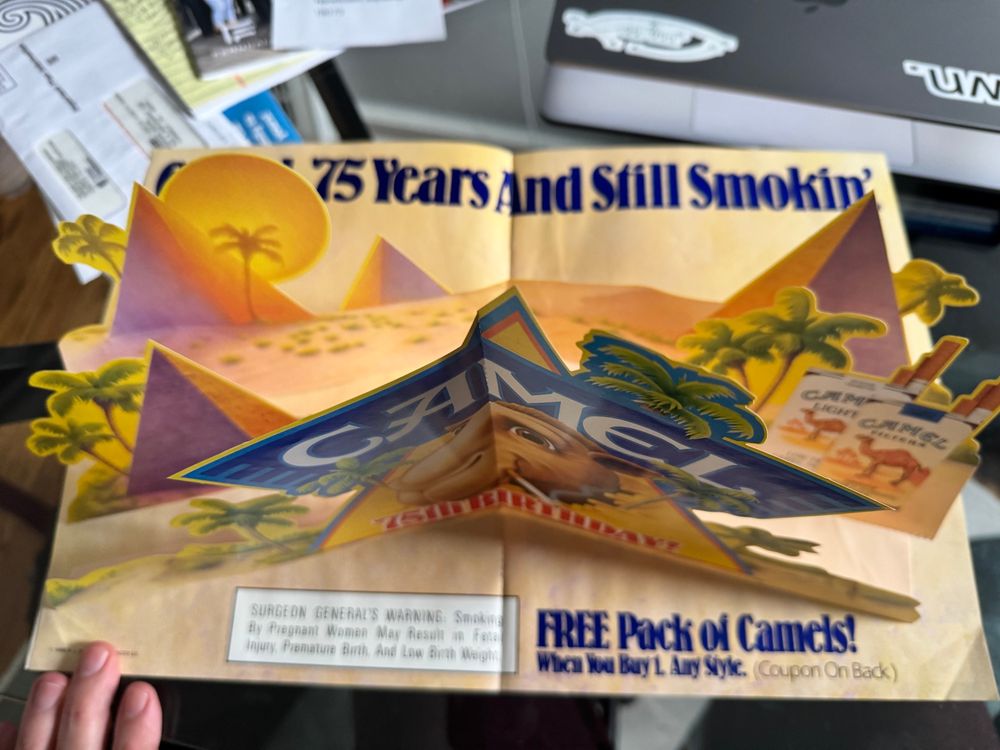 75 Years And Still Smokin'
CAMEL
75th BIRTHDAY!
CAMEL
LIGHT
CAMEL
FILTERS
SURGEON GENERAL'S WARNING: Smoking
By Pregnant Women May Result in Fetal
Injury, Premature Birth, And Low Birth Weight.
FREE Pack of Camels!
When You Buy 1. Any Style. (Coupon On Back)